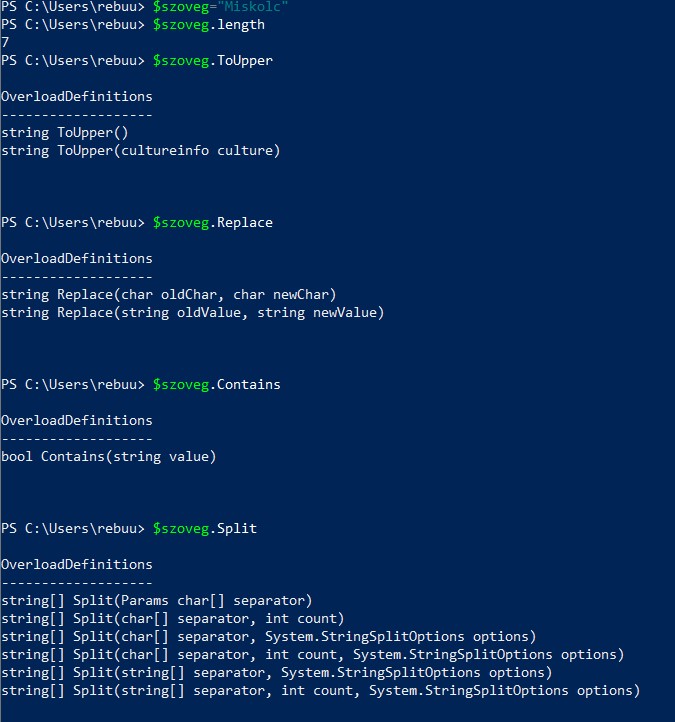 PS C:\Users\rebuu> $szoveg="Miskolc"
PS C:\Users\rebuu> $szoveg.length
7
PS C:\Users\rebuu> $szoveg.ToUpper
OverloadDefinitions
-------------------
string ToUpper()
string ToUpper(cultureinfo culture)
PS C:\Users\rebuu> $szoveg.Replace
OverloadDefinitions
-------------------
string Replace(char oldChar, char newChar)
string Replace(string oldValue, string newValue)
PS C:\Users\rebuu> $szoveg.Contains
OverloadDefinitions
-------------------
bool Contains(string value)
PS C:\Users\rebuu> $szoveg.Split
OverloadDefinitions
-------------------
string[] Split(Params char[] separator)
string[] Split(char[] separator, int count)
string[] Split(char[] separator, System.StringSplitOptions options)
string[] Split(char[] separator, int count, System.StringSplitOptions options)
string[] Split(string[] separator, System.StringSplitOptions options)
string[] Split(string[] separator, int count, System.StringSplitOptions options)